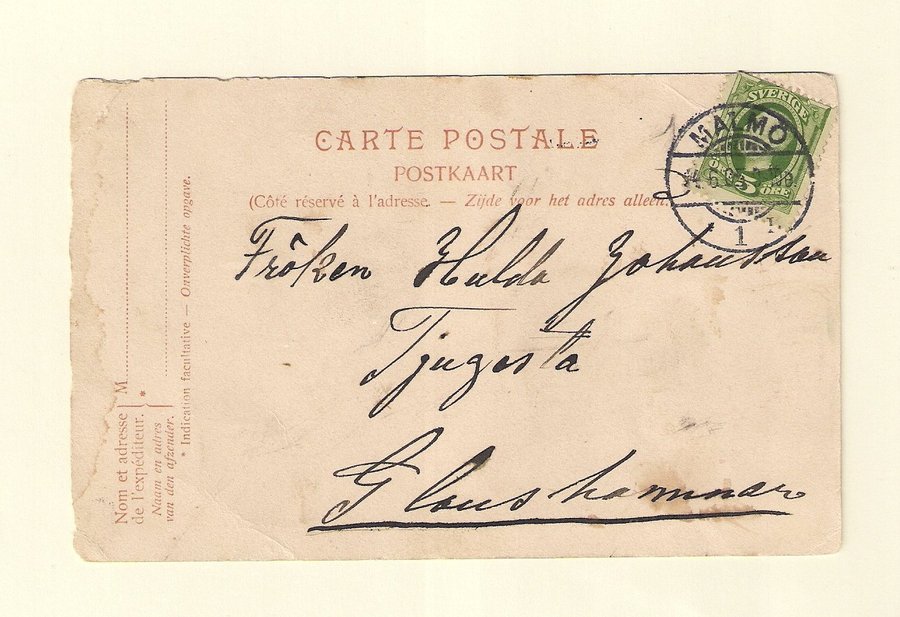 CARTE POSTALE
POSTKAART
(Côté réservé à l'adresse. — Zijde voor het adres alleen.
SVERIGE
5 ÖRE
MALMÖ
1
Fröken Hulda Johansson
Tjugesta
Glanshammar
Nom et adresse
de l'expéditeur.
M
*
Naam en adres
van den afzender.
* Indication facultative — Onverplichte opgave.